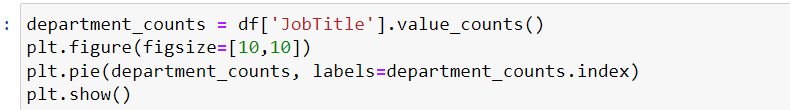 : department_counts = df['JobTitle'].value_counts()
plt.figure(figsize=[10,10])
plt.pie(department_counts, labels=department_counts.index)
plt.show()